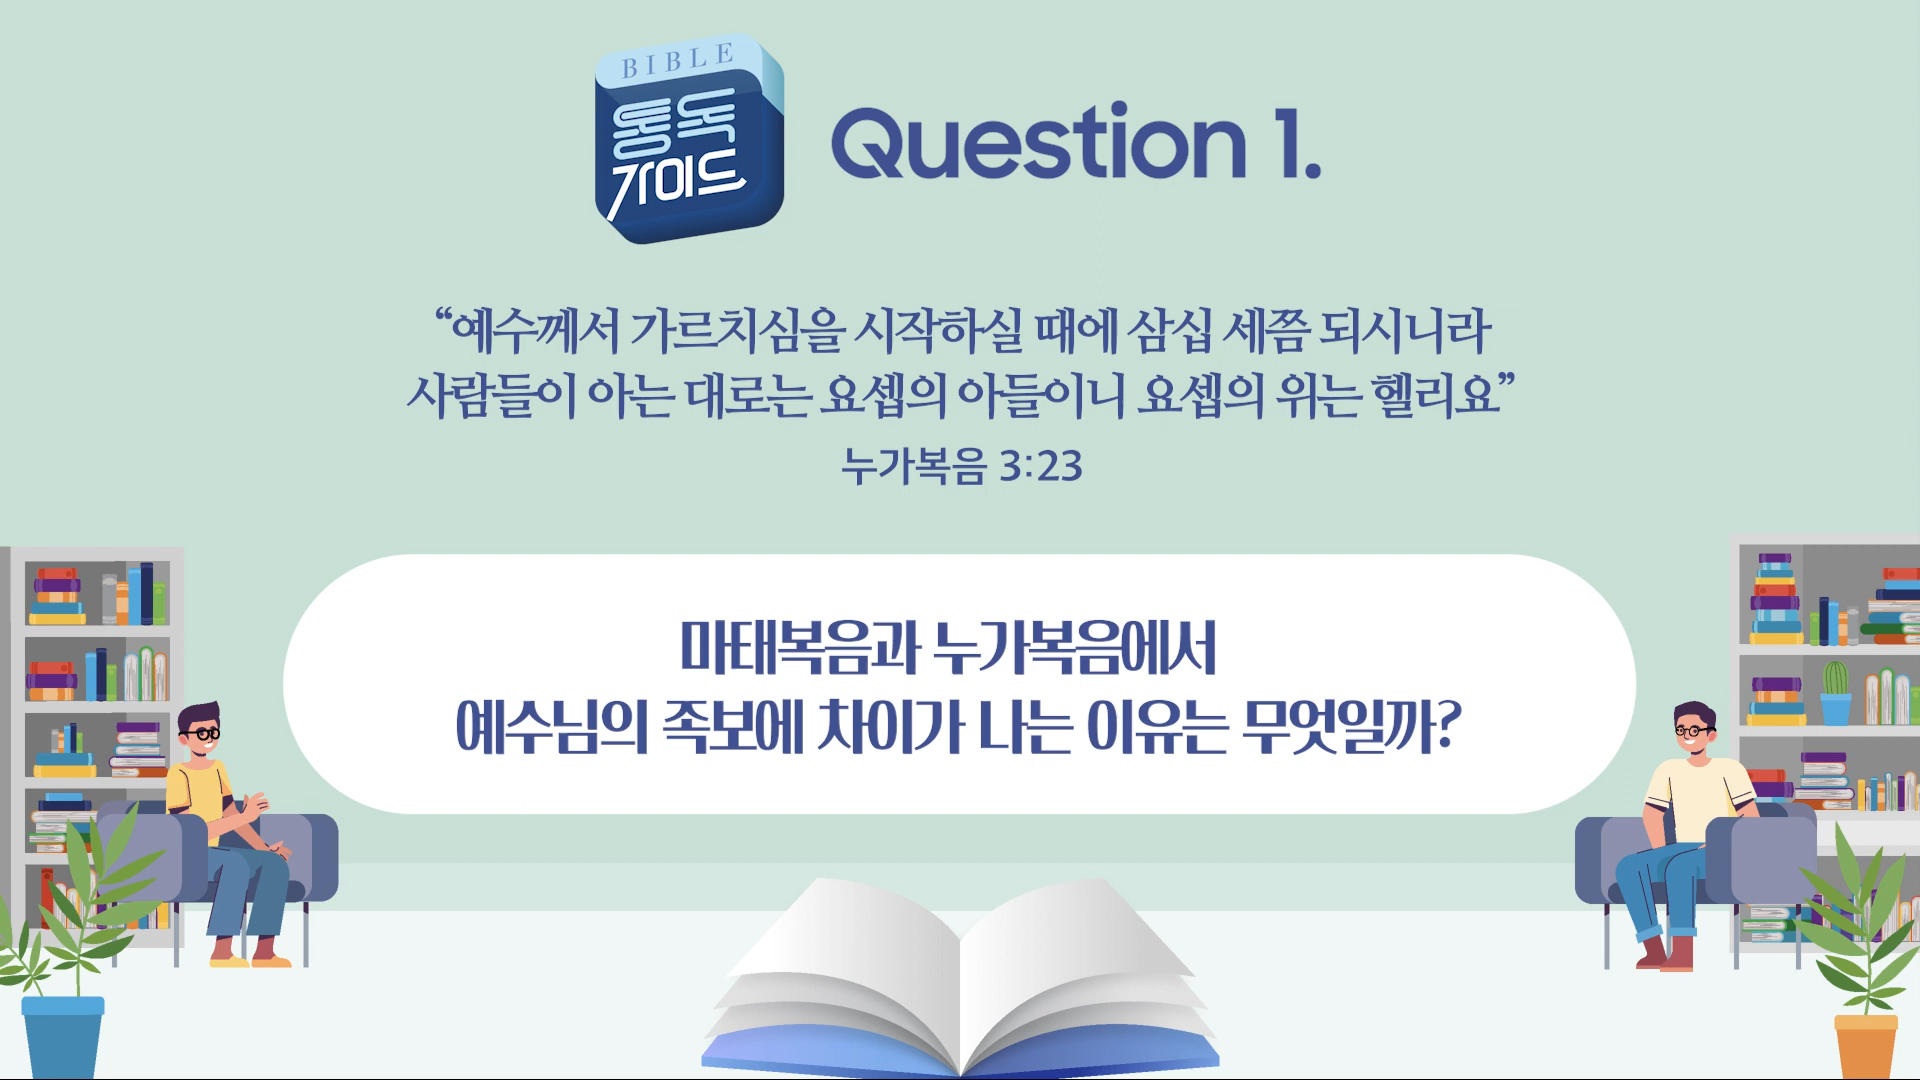 BIBLE
통독
가이드
Question 1.
“예수께서 가르치심을 시작하실 때에 삼십 세쯤 되시니라
사람들이 아는 대로는 요셉의 아들이니 요셉의 위는 헬리요”
누가복음 3:23
마태복음과 누가복음에서
예수님의 족보에 차이가 나는 이유는 무엇일까?